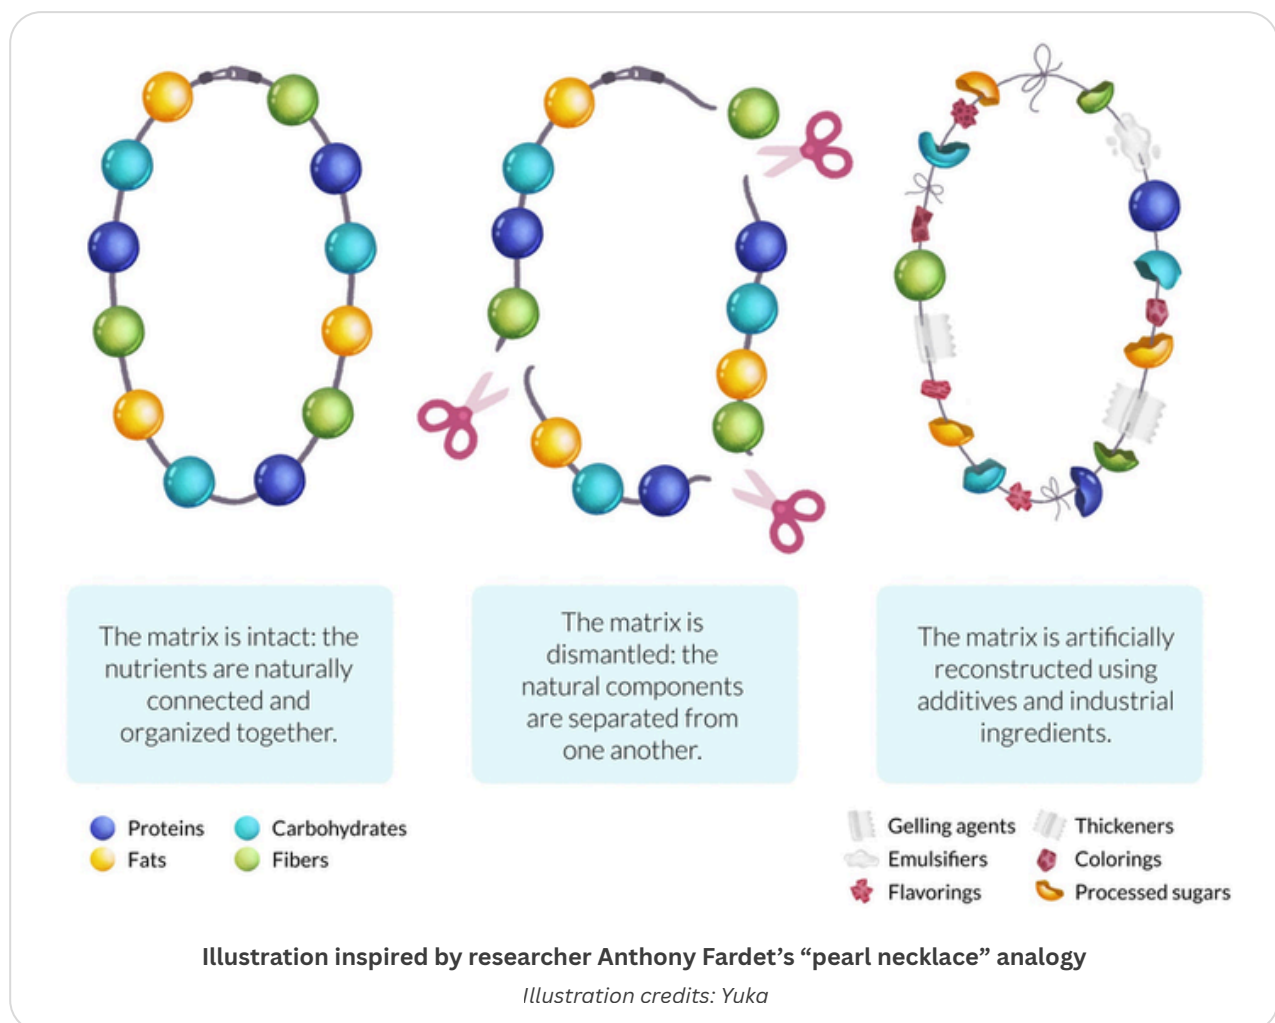 The matrix is intact: the
nutrients are naturally
connected and
organized together.
The matrix is
dismantled: the
natural components
are separated from
one another.
The matrix is artificially
reconstructed using
additives and industrial
ingredients.
Proteins
Carbohydrates
Fats
Fibers
Gelling agents
Thickeners
Emulsifiers
Colorings
Flavorings
Processed sugars
Illustration inspired by researcher Anthony Fardet’s “pearl necklace” analogy
Illustration credits: Yuka